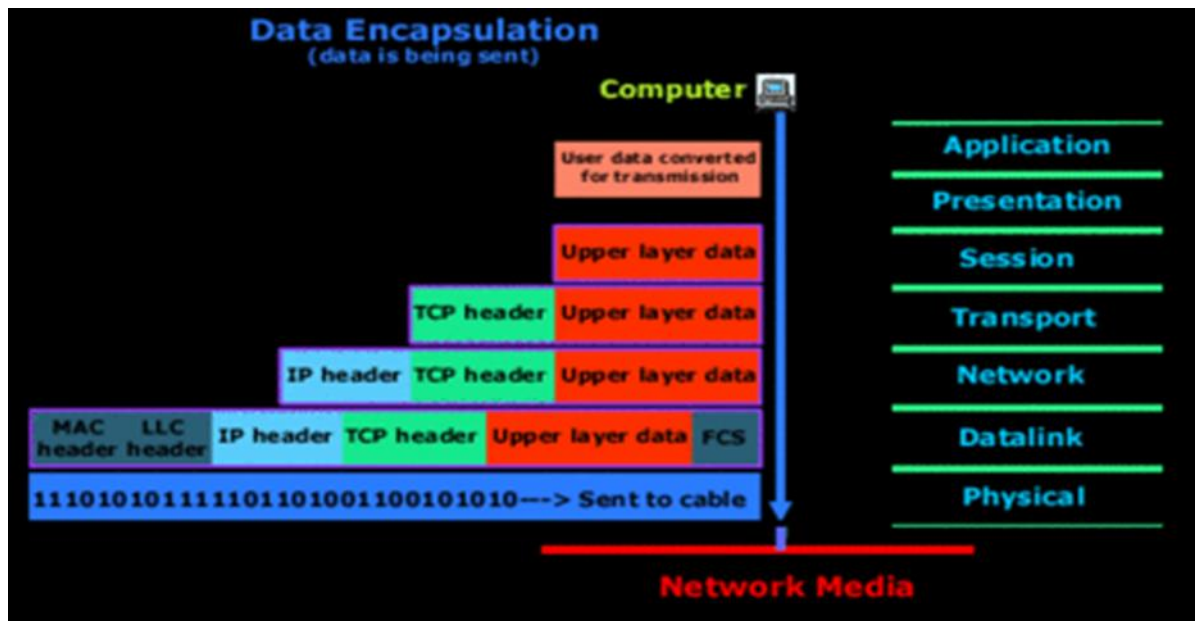 Data Encapsulation
(data is being sent)
Computer
User data converted
for transmission
Upper layer data
TCP header Upper layer data
IP header TCP header Upper layer data
MAC header LLC header IP header TCP header Upper layer data FCS
111010101111101101001100101010----> Sent to cable
Application
Presentation
Session
Transport
Network
Datalink
Physical
Network Media